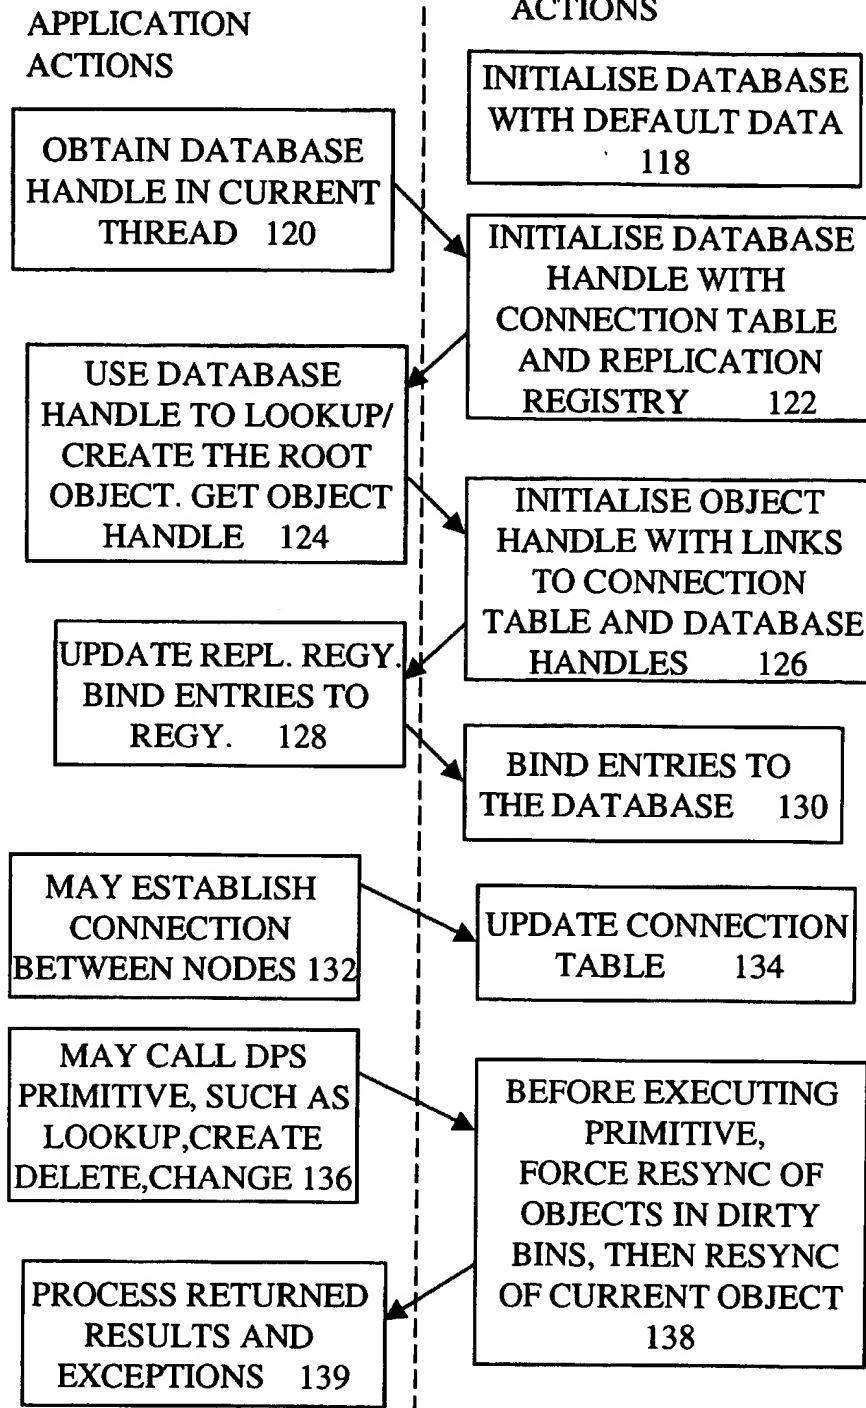 APPLICATION
ACTIONS
ACTIONS
INITIALISE DATABASE
WITH DEFAULT DATA
118
OBTAIN DATABASE
HANDLE IN CURRENT
THREAD 120
INITIALISE DATABASE
HANDLE WITH
CONNECTION TABLE
AND REPLICATION
REGISTRY 122
USE DATABASE
HANDLE TO LOOKUP/
CREATE THE ROOT
OBJECT. GET OBJECT
HANDLE 124
INITIALISE OBJECT
HANDLE WITH LINKS
TO CONNECTION
TABLE AND DATABASE
HANDLES 126
UPDATE REPL. REGY.
BIND ENTRIES TO
REGY. 128
BIND ENTRIES TO
THE DATABASE 130
MAY ESTABLISH
CONNECTION
BETWEEN NODES 132
UPDATE CONNECTION
TABLE 134
MAY CALL DPS
PRIMITIVE, SUCH AS
LOOKUP,CREATE
DELETE,CHANGE 136
BEFORE EXECUTING
PRIMITIVE,
FORCE RESYNC OF
OBJECTS IN DIRTY
BINS, THEN RESYNC
OF CURRENT OBJECT
138
PROCESS RETURNED
RESULTS AND
EXCEPTIONS 139